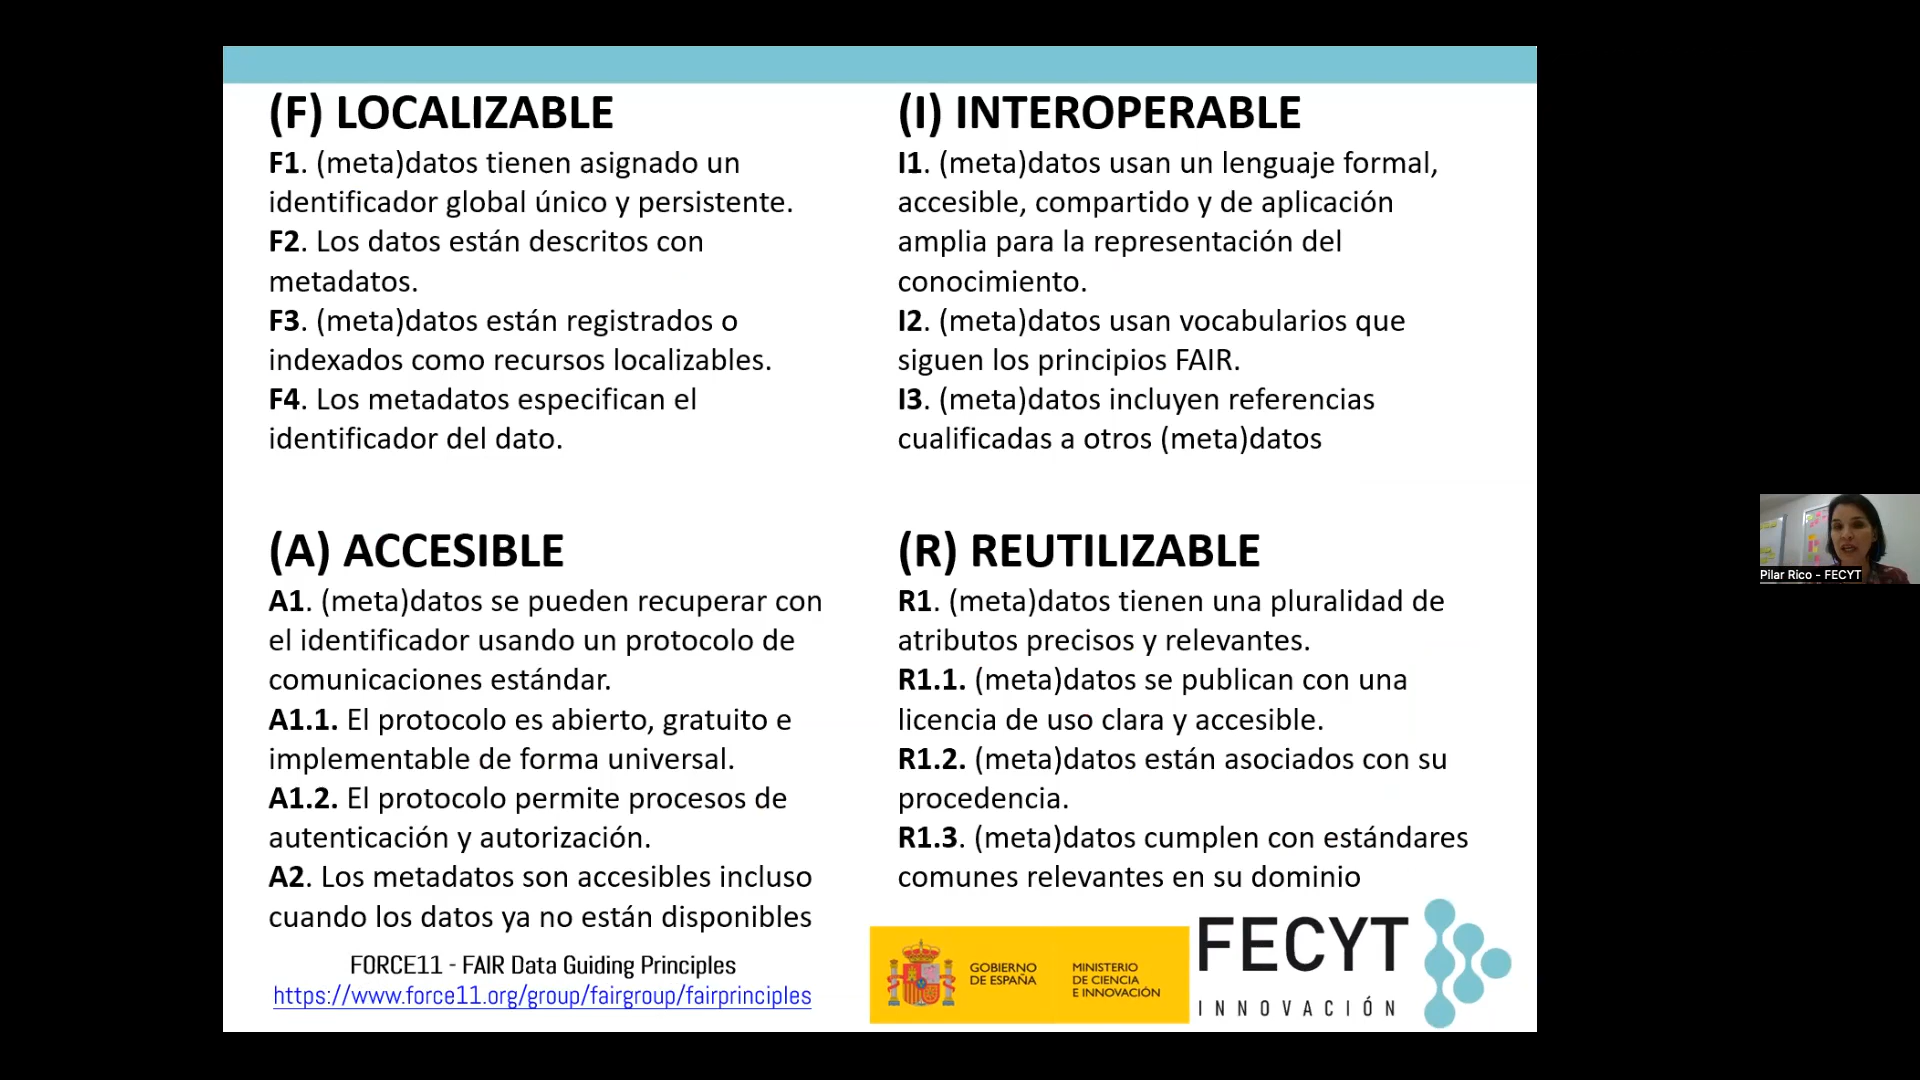 (F) LOCALIZABLE
F1. (meta)datos tienen asignado un
identificador global único y persistente.
F2. Los datos están descritos con
metadatos.
F3. (meta)datos están registrados o
indexados como recursos localizables.
F4. Los metadatos especifican el
identificador del dato.
(A) ACCESIBLE
A1. (meta)datos se pueden recuperar con
el identificador usando un protocolo de
comunicaciones estándar.
A1.1. El protocolo es abierto, gratuito e
implementable de forma universal.
A1.2. El protocolo permite procesos de
autenticación y autorización.
A2. Los metadatos son accesibles incluso
cuando los datos ya no están disponibles
FORCE11 - FAIR Data Guiding Principles
https://www.force11.org/group/fairgroup/fairprinciples
(I) INTEROPERABLE
I1. (meta)datos usan un lenguaje formal,
accesible, compartido y de aplicación
amplia para la representación del
conocimiento.
I2. (meta)datos usan vocabularios que
siguen los principios FAIR.
I3. (meta)datos incluyen referencias
cualificadas a otros (meta)datos
(R) REUTILIZABLE
R1. (meta)datos tienen una pluralidad de
atributos precisos y relevantes.
R1.1. (meta)datos se publican con una
licencia de uso clara y accesible.
R1.2. (meta)datos están asociados con su
procedencia.
R1.3. (meta)datos cumplen con estándares
comunes relevantes en su dominio
GOBIERNO
DE ESPAÑA
MINISTERIO
DE CIENCIA
E INNOVACIÓN
FECYT
INNOVACIÓN
Pilar Rico - FECYT